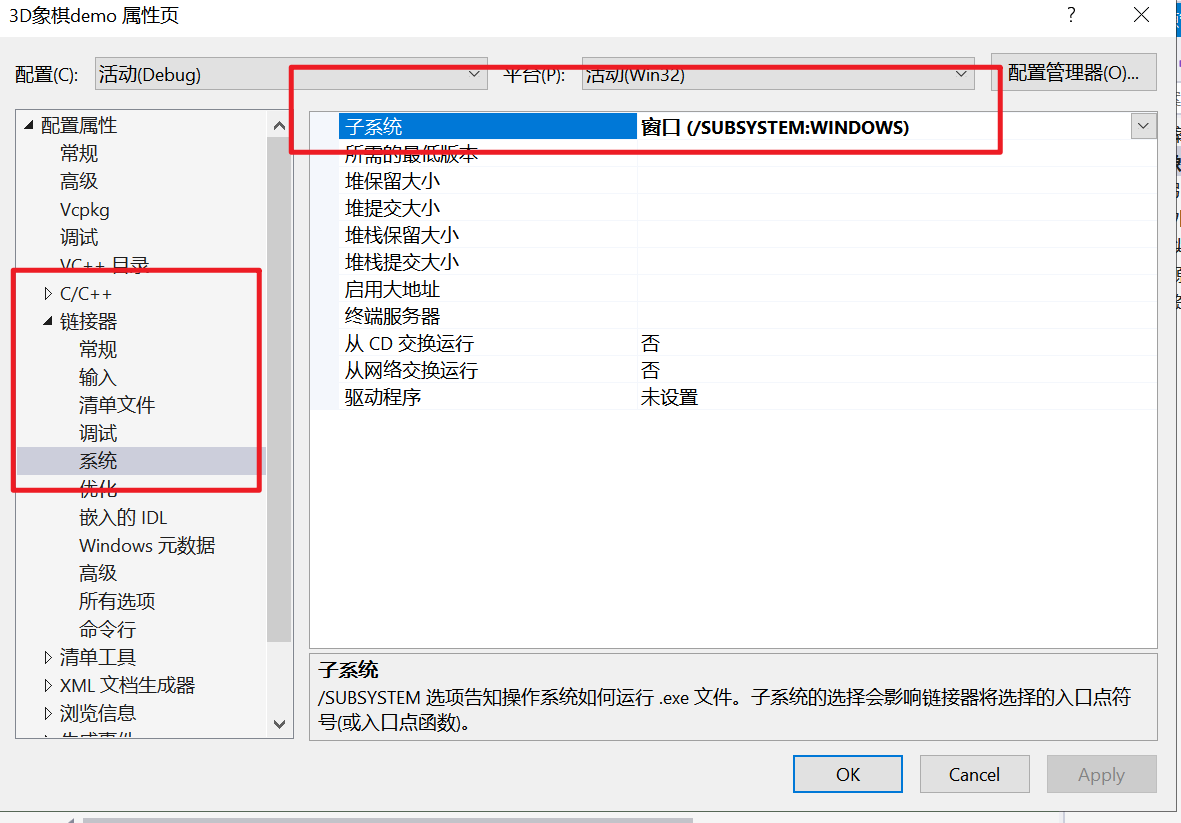 3D象棋demo 属性页
?
配置(C): 活动(Debug) 平台(P): 活动(Win32) 配置管理器(O)...
配置属性
常规
高级
Vcpkg
调试
VC++ 目录
C/C++
链接器
常规
输入
清单文件
调试
系统
优化
嵌入的 IDL
Windows 元数据
高级
所有选项
命令行
清单工具
XML 文档生成器
浏览信息
生成事件
子系统 窗口 (/SUBSYSTEM:WINDOWS)
所需的最低版本
堆保留大小
堆提交大小
堆栈保留大小
堆栈提交大小
启用大地址
终端服务器
从 CD 交换运行 否
从网络交换运行 否
驱动程序 未设置
子系统
/SUBSYSTEM 选项告知操作系统如何运行 .exe 文件。子系统的选择会影响链接器将选择的入口点符
号(或入口点函数)。
OK Cancel Apply